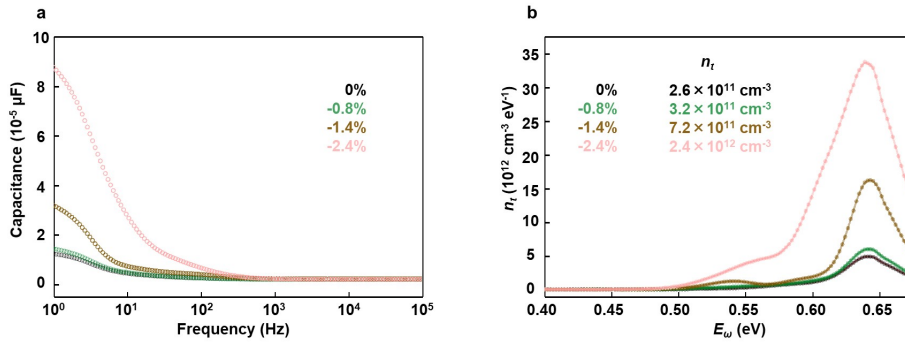 a
Capacitance (10⁻⁵ μF)
10
8
6
4
2
0
0%
-0.8%
-1.4%
-2.4%
10⁰ 10¹ 10² 10³ 10⁴ 10⁵
Frequency (Hz)
b
nₜ (10¹² cm⁻³ eV⁻¹)
35
30
25
20
15
10
5
0
nₜ
0% 2.6 × 10¹¹ cm⁻³
-0.8% 3.2 × 10¹¹ cm⁻³
-1.4% 7.2 × 10¹¹ cm⁻³
-2.4% 2.4 × 10¹² cm⁻³
0.40 0.45 0.50 0.55 0.60 0.65
E_ω (eV)